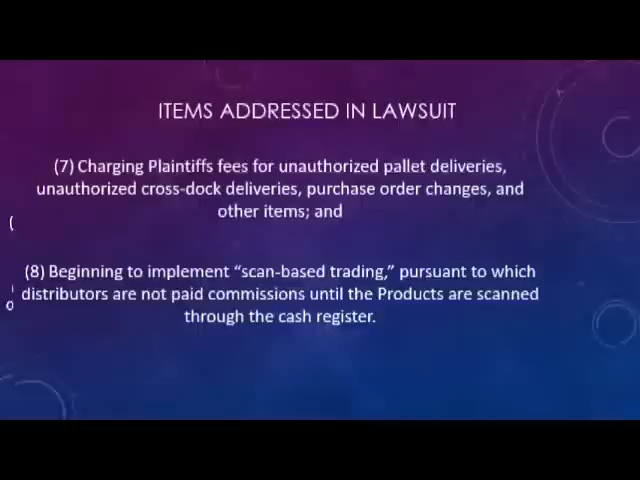 ITEMS ADDRESSED IN LAWSUIT
(7) Charging Plaintiffs fees for unauthorized pallet deliveries,
unauthorized cross-dock deliveries, purchase order changes, and
other items; and
(
(8) Beginning to implement “scan-based trading,” pursuant to which
distributors are not paid commissions until the Products are scanned
o
through the cash register.